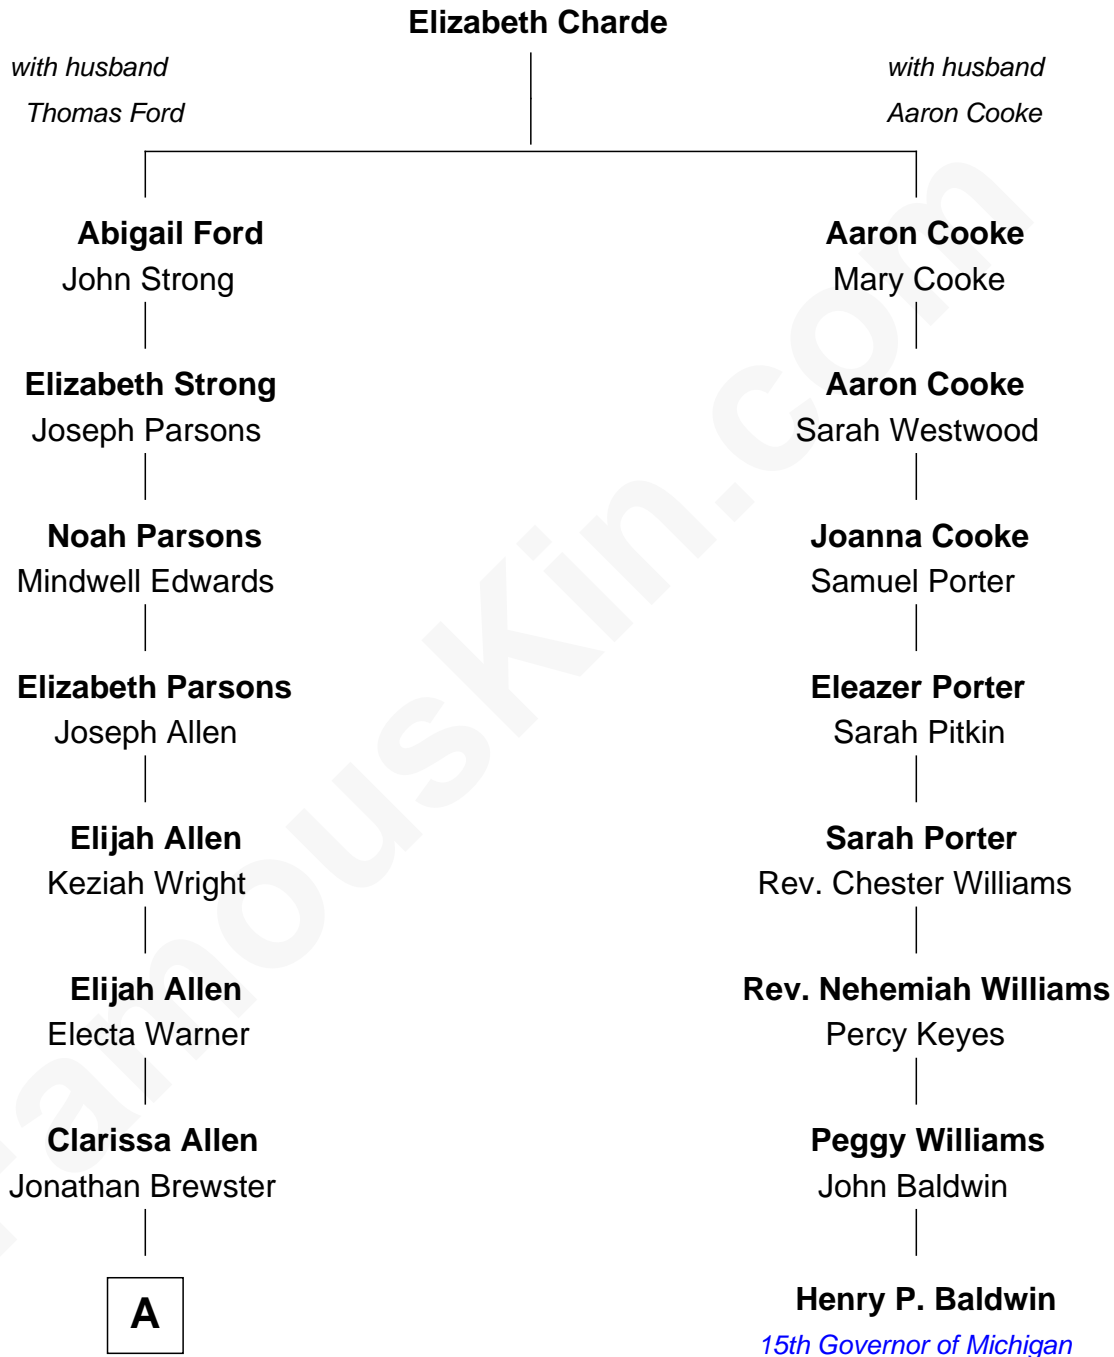 Elizabeth Charde
with husband
Thomas Ford
with husband
Aaron Cooke
Abigail Ford
John Strong
Aaron Cooke
Mary Cooke
Elizabeth Strong
Joseph Parsons
Aaron Cooke
Sarah Westwood
Noah Parsons
Mindwell Edwards
Joanna Cooke
Samuel Porter
Elizabeth Parsons
Joseph Allen
Eleazer Porter
Sarah Pitkin
Elijah Allen
Keziah Wright
Sarah Porter
Rev. Chester Williams
Elijah Allen
Electa Warner
Rev. Nehemiah Williams
Percy Keyes
Clarissa Allen
Jonathan Brewster
Peggy Williams
John Baldwin
A
Henry P. Baldwin
15th Governor of Michigan
FamousKin.com